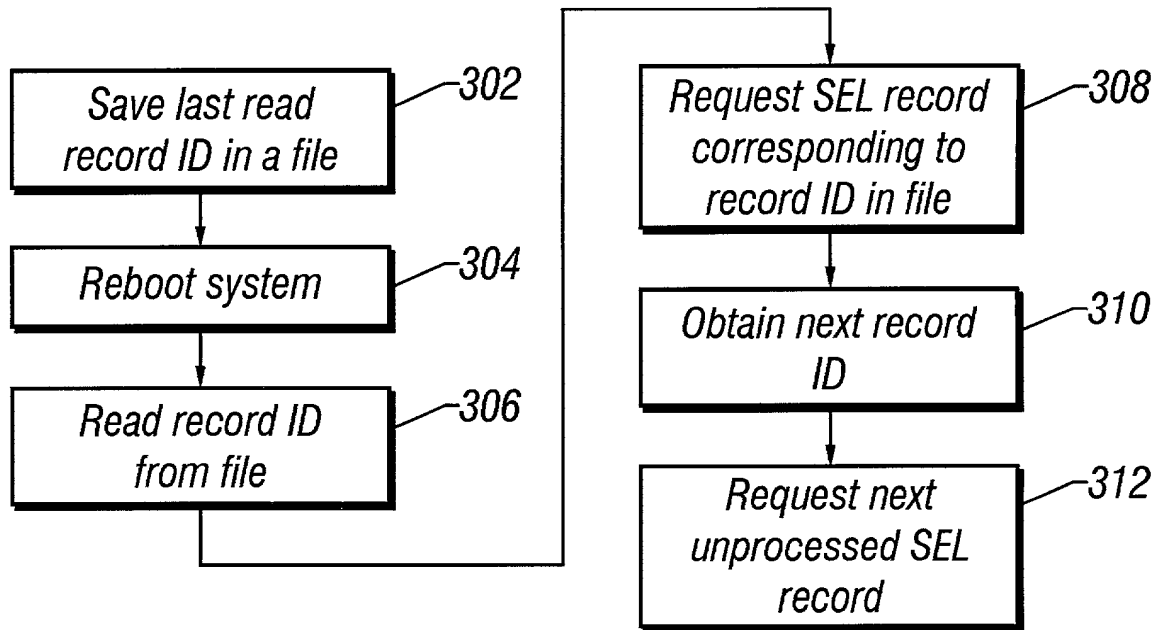 Save last read
record ID in a file
302
Reboot system
304
Read record ID
from file
306
Request SEL record
corresponding to
record ID in file
308
Obtain next record
ID
310
Request next
unprocessed SEL
record
312